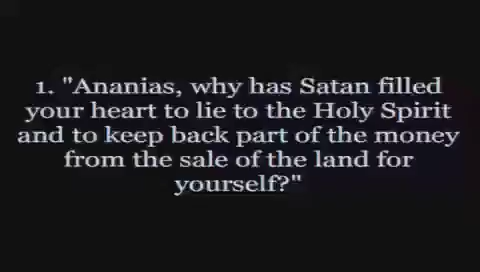 1. "Ananias, why has Satan filled
your heart to lie to the Holy Spirit
and to keep back part of the money
from the sale of the land for
yourself?"